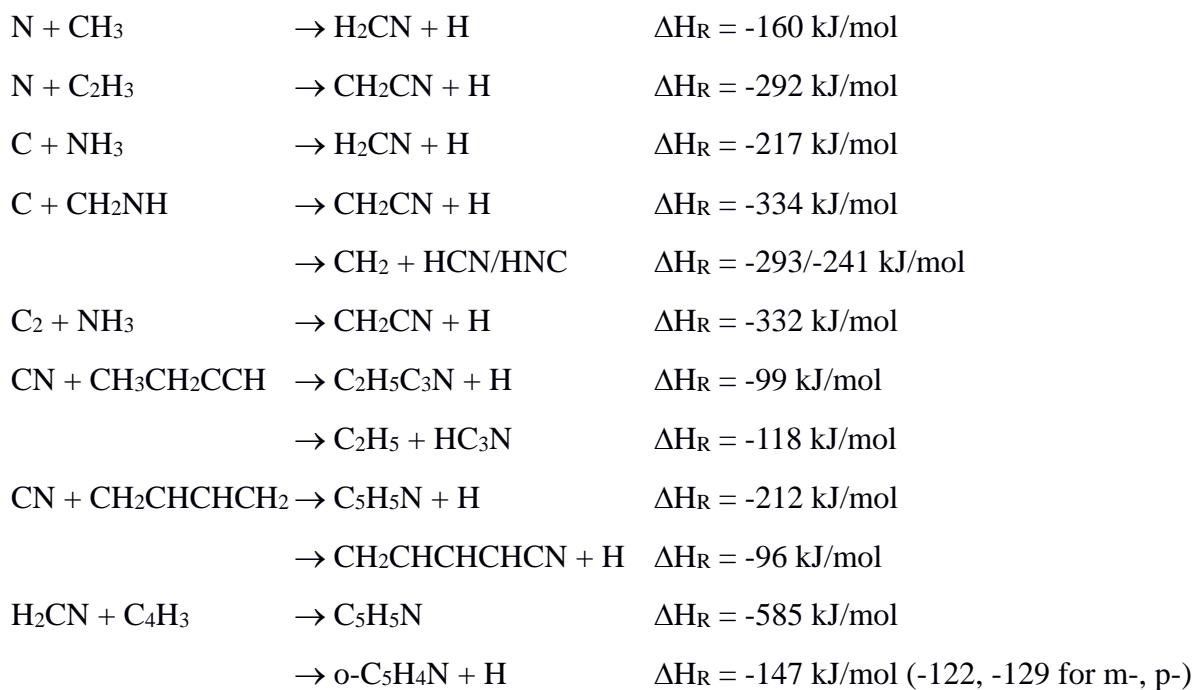 N + CH3 → H2CN + H ΔHR = -160 kJ/mol
N + C2H3 → CH2CN + H ΔHR = -292 kJ/mol
C + NH3 → H2CN + H ΔHR = -217 kJ/mol
C + CH2NH → CH2CN + H ΔHR = -334 kJ/mol
→ CH2 + HCN/HNC ΔHR = -293/-241 kJ/mol
C2 + NH3 → CH2CN + H ΔHR = -332 kJ/mol
CN + CH3CH2CCH → C2H5C3N + H ΔHR = -99 kJ/mol
→ C2H5 + HC3N ΔHR = -118 kJ/mol
CN + CH2CHCHCH2 → C5H5N + H ΔHR = -212 kJ/mol
→ CH2CHCHCHCN + H ΔHR = -96 kJ/mol
H2CN + C4H3 → C5H5N ΔHR = -585 kJ/mol
→ o-C5H4N + H ΔHR = -147 kJ/mol (-122, -129 for m-, p-)